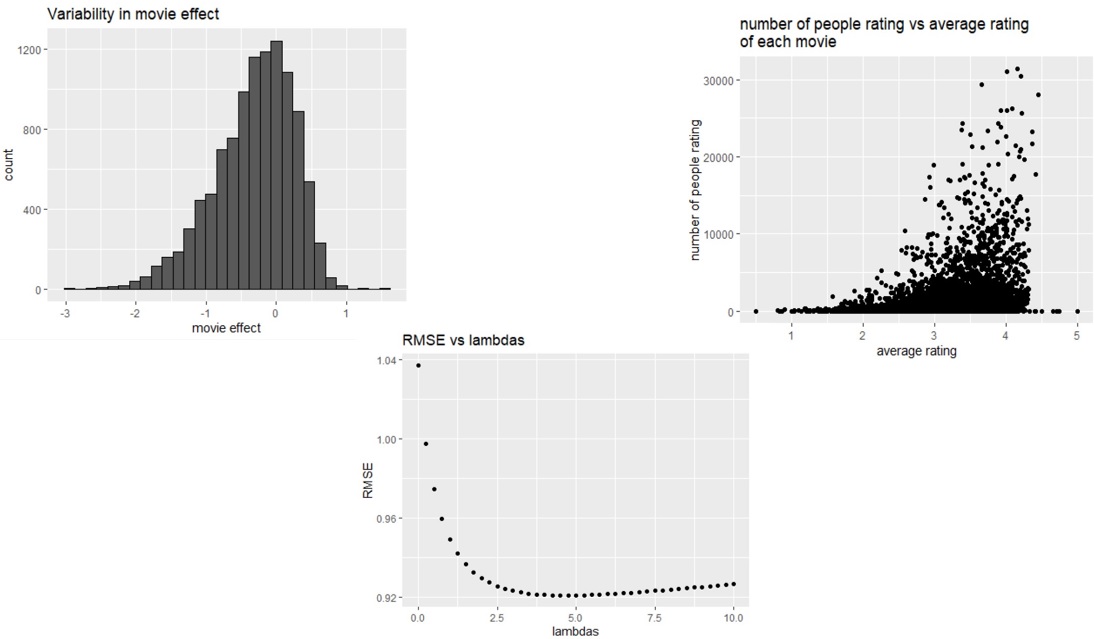 Variability in movie effect
1200
800
400
0
-3 -2 -1 0 1
count
movie effect
number of people rating vs average rating
of each movie
30000
20000
10000
0
1 2 3 4 5
number of people rating
average rating
RMSE vs lambdas
1.04
1.00
0.96
0.92
0.0 2.5 5.0 7.5 10.0
RMSE
lambdas